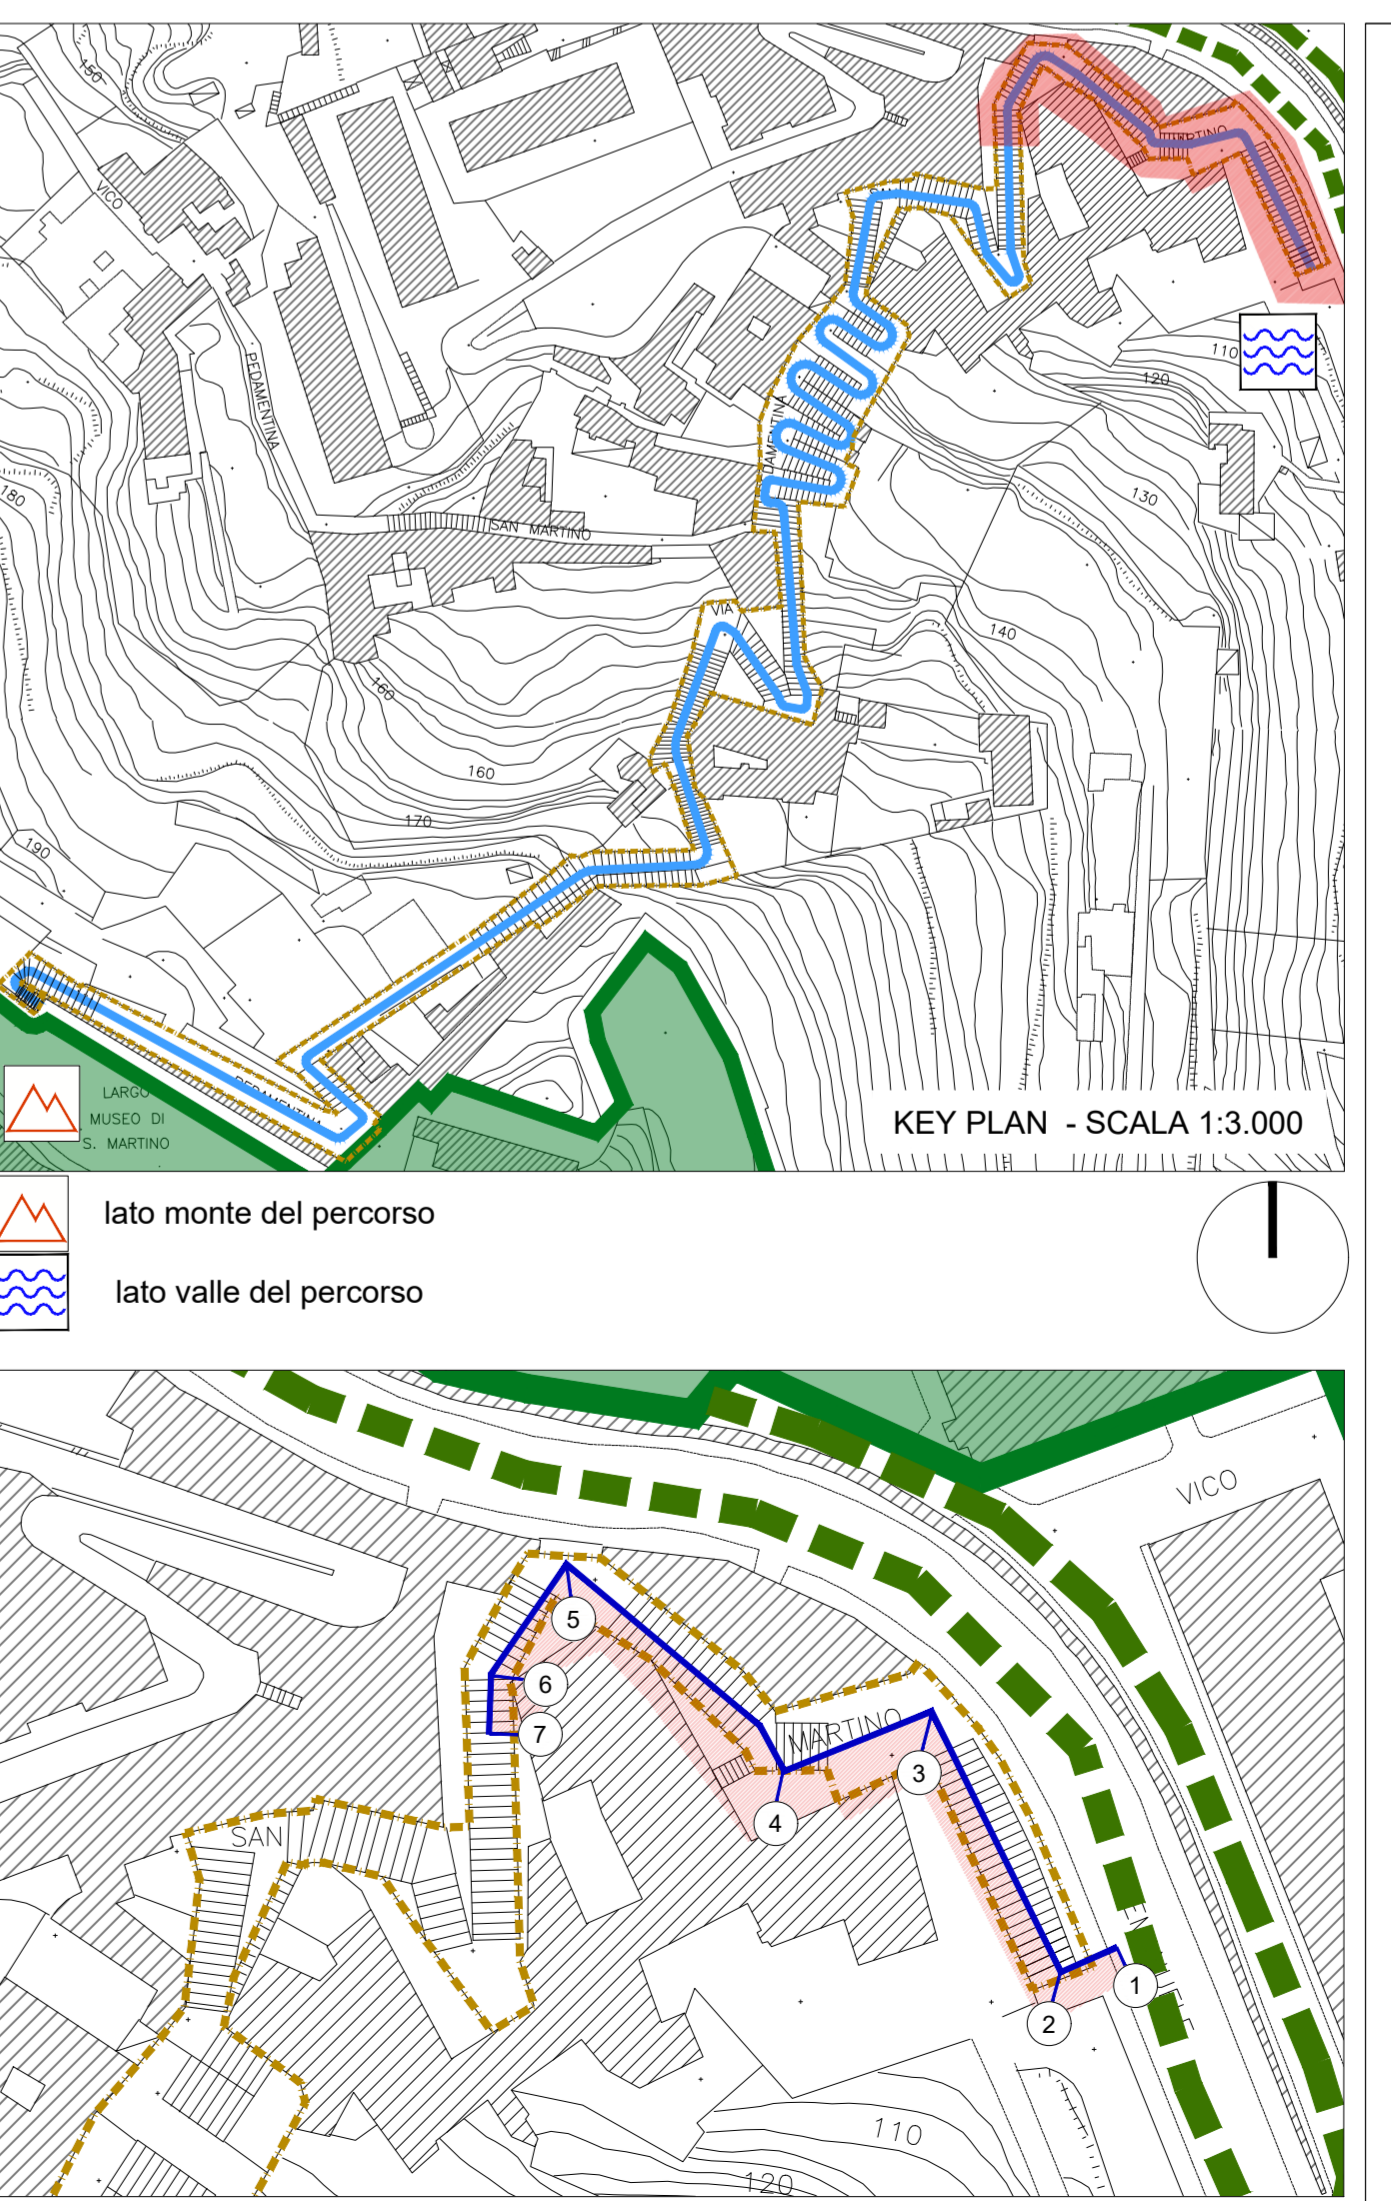 150
VICO
PEDAMENTINA
MARTINO
110
120
180
SAN MARTINO
130
140
VIA
160
160
170
190
PEDAMENTINA
LARGO
MUSEO DI
S. MARTINO
KEY PLAN - SCALA 1:3.000
lato monte del percorso
lato valle del percorso
VICO
5
6
7
MARTINO
3
4
SAN
1
2
110
120